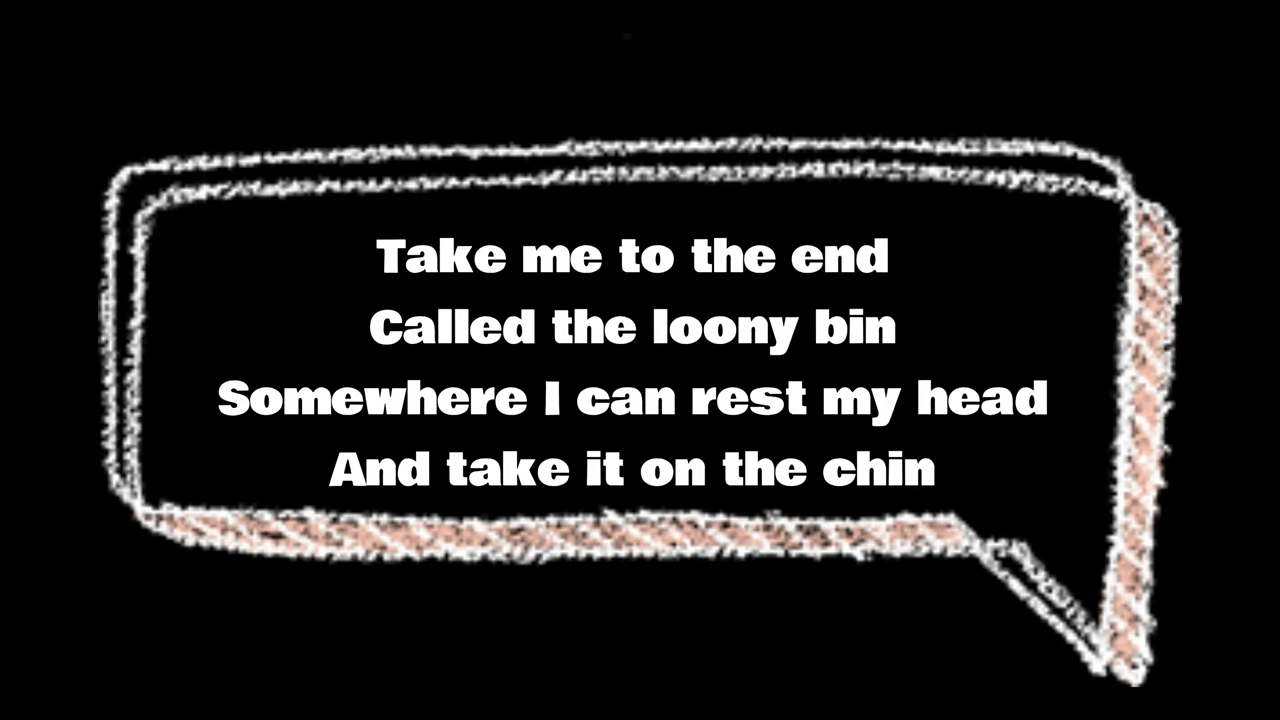 Take me to the end
Called the loony bin
Somewhere I can rest my head
And take it on the chin